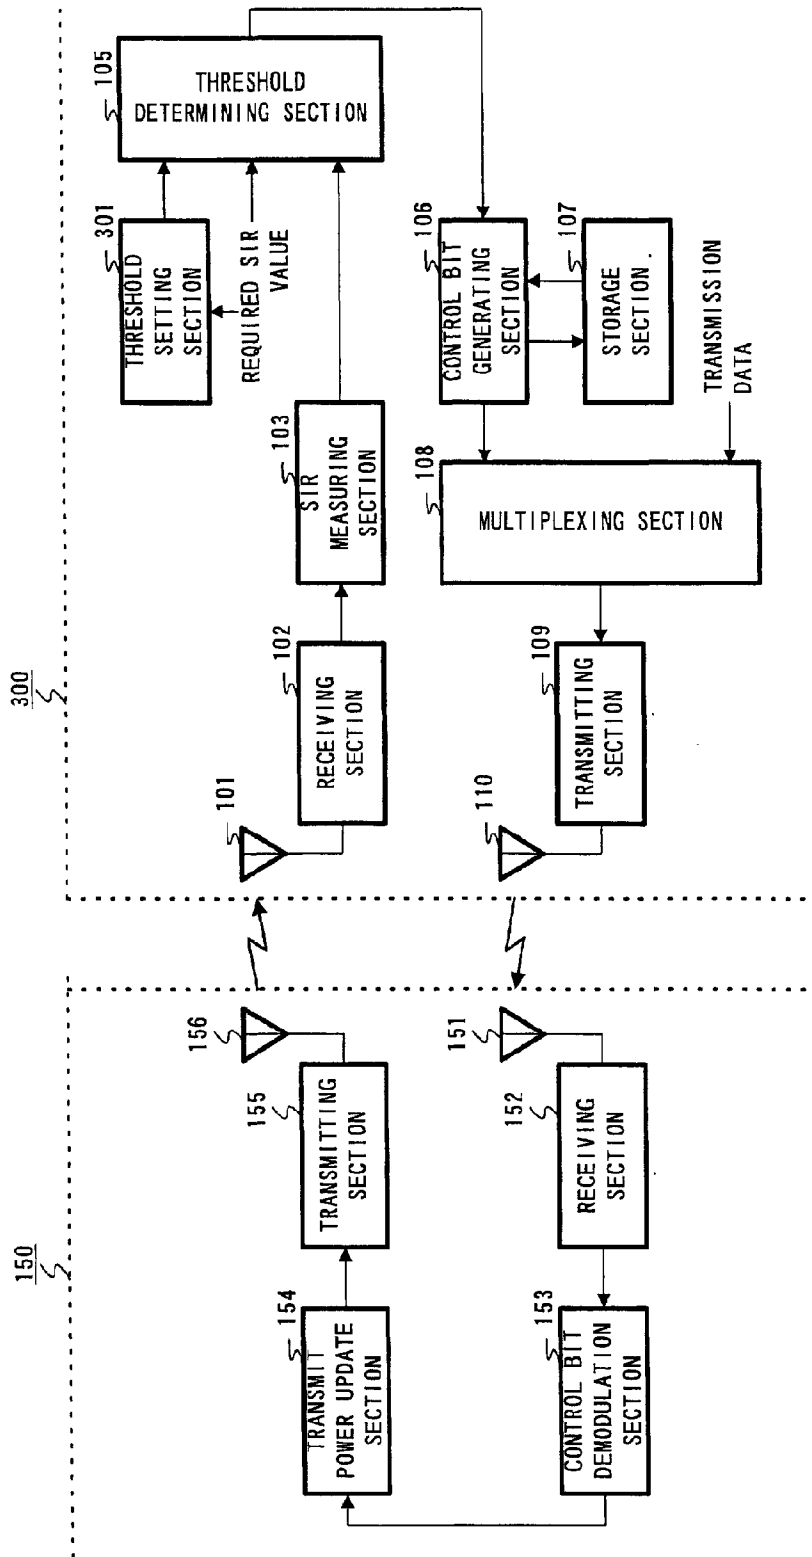 150
154
TRANSMIT
POWER UPDATE
SECTION
155
TRANSMITTING
SECTION
156
153
CONTROL BIT
DEMODULATION
SECTION
152
RECEIVING
SECTION
151
300
101
102
RECEIVING
SECTION
103
SIR
MEASURING
SECTION
301
THRESHOLD
SETTING
SECTION
REQUIRED SIR
VALUE
105
THRESHOLD
DETERMINING SECTION
110
109
TRANSMITTING
SECTION
108
MULTIPLEXING SECTION
106
CONTROL BIT
GENERATING
SECTION
107
STORAGE
SECTION
TRANSMISSION
DATA